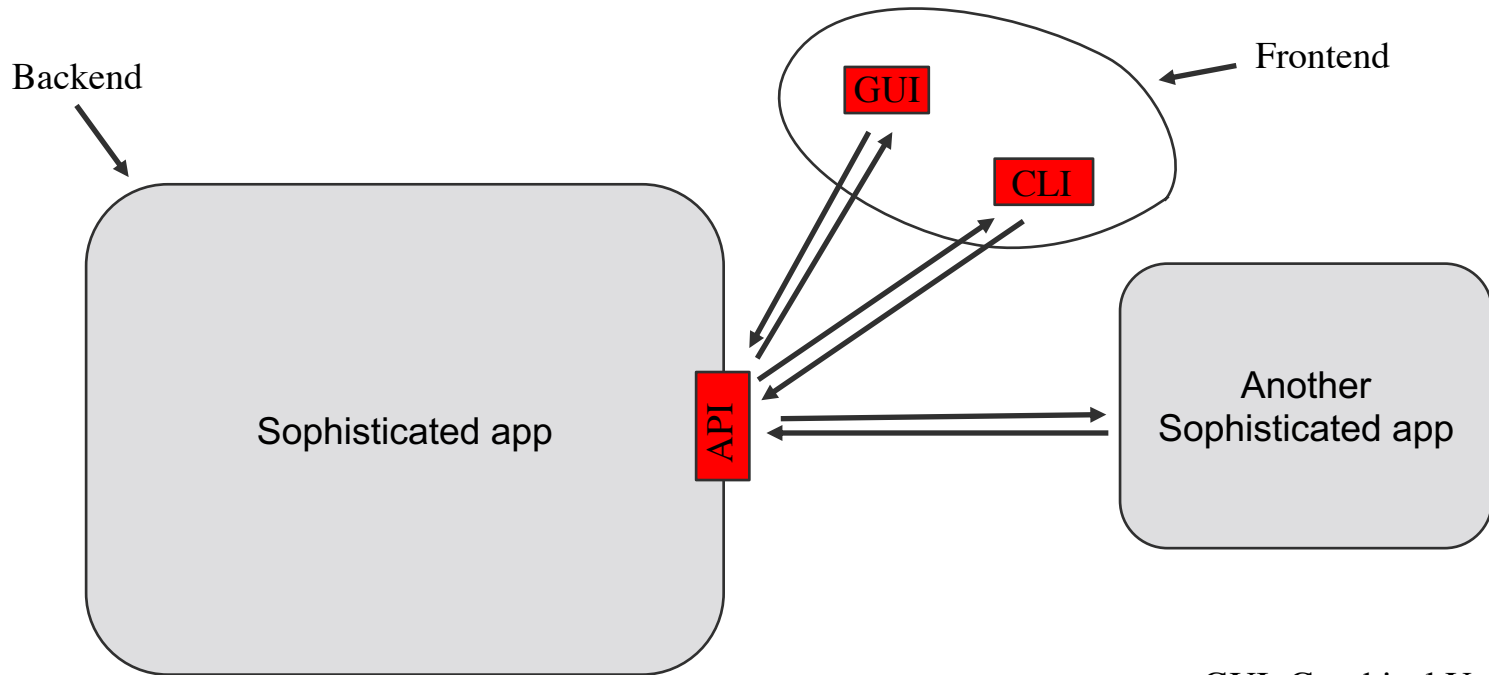 Backend
Frontend
GUI
CLI
API
Sophisticated app
Another
Sophisticated app